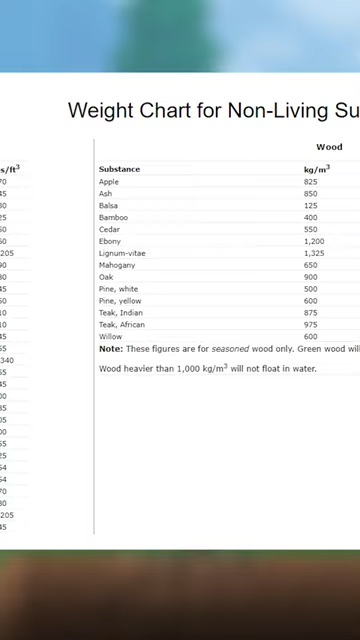 Weight Chart for Non-Living Su
Wood
s/ft³
Substance kg/m³
Apple 825
Ash 850
Balsa 125
Bamboo 400
Cedar 550
Ebony 1,200
Lignum-vitae 1,325
Mahogany 650
Oak 900
Pine, white 500
Pine, yellow 600
Teak, Indian 875
Teak, African 975
Willow 600
Note: These figures are for seasoned wood only. Green wood will
Wood heavier than 1,000 kg/m³ will not float in water.